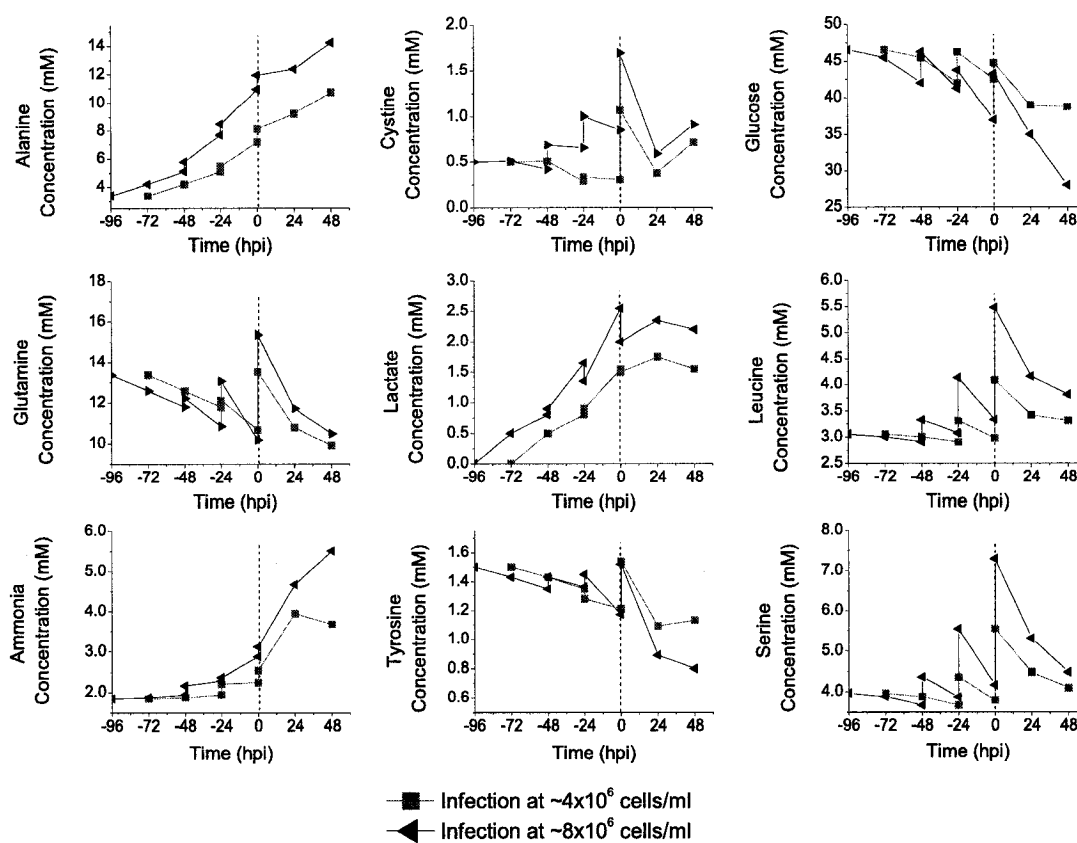 Alanine
Concentration (mM)
14
12
10
8
6
4
-96 -72 -48 -24 0 24 48
Time (hpi)
Cystine
Concentration (mM)
2.0
1.5
1.0
0.5
0.0
-96 -72 -48 -24 0 24 48
Time (hpi)
Glucose
Concentration (mM)
50
45
40
35
30
25
-96 -72 -48 -24 0 24 48
Time (hpi)
Glutamine
Concentration (mM)
18
16
14
12
10
-96 -72 -48 -24 0 24 48
Time (hpi)
Lactate
Concentration (mM)
3.0
2.5
2.0
1.5
1.0
0.5
0.0
-96 -72 -48 -24 0 24 48
Time (hpi)
Leucine
Concentration (mM)
6.0
5.5
5.0
4.5
4.0
3.5
3.0
2.5
-96 -72 -48 -24 0 24 48
Time (hpi)
Ammonia
Concentration (mM)
6.0
5.0
4.0
3.0
2.0
-96 -72 -48 -24 0 24 48
Time (hpi)
Tyrosine
Concentration (mM)
1.6
1.4
1.2
1.0
0.8
0.6
-96 -72 -48 -24 0 24 48
Time (hpi)
Serine
Concentration (mM)
8.0
7.0
6.0
5.0
4.0
-96 -72 -48 -24 0 24 48
Time (hpi)
Infection at ~4x10⁶ cells/ml
Infection at ~8x10⁶ cells/ml